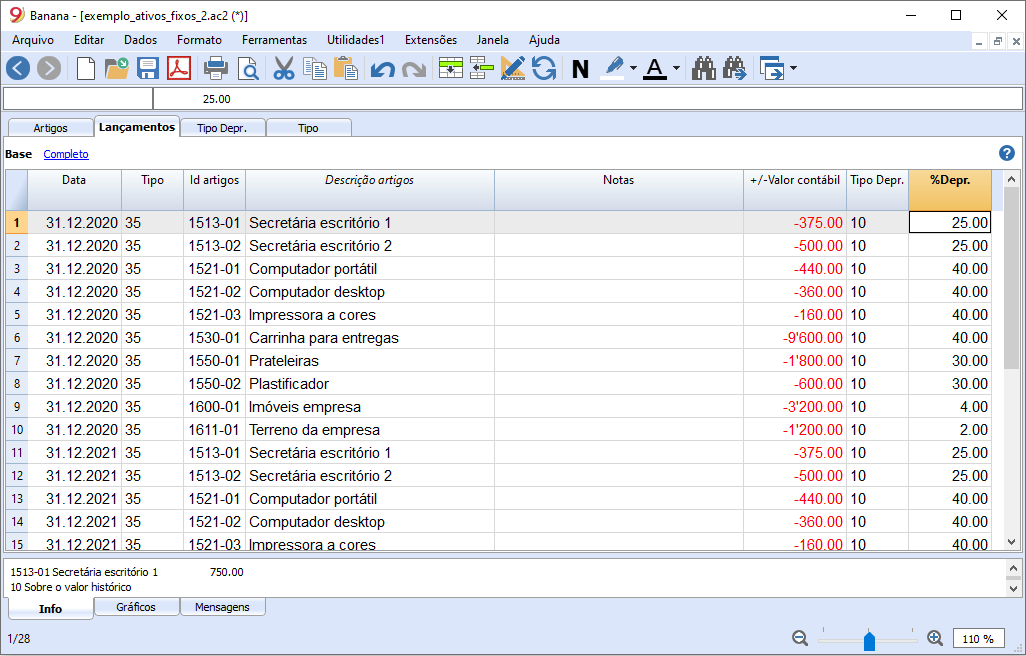 Banana - [exemplo_ativos_fixos_2.ac2 (*)]
Arquivo Editar Dados Formato Ferramentas Utilidades1 Extensões Janela Ajuda
N A
25.00
Artigos Lançamentos Tipo Depr. Tipo
Base Completo
Data Tipo Id artigos Descrição artigos Notas +/-Valor contábil Tipo Depr. %Depr.
1 31.12.2020 35 1513-01 Secretária escritório 1 -375.00 10 25.00
2 31.12.2020 35 1513-02 Secretária escritório 2 -500.00 10 25.00
3 31.12.2020 35 1521-01 Computador portátil -440.00 10 40.00
4 31.12.2020 35 1521-02 Computador desktop -360.00 10 40.00
5 31.12.2020 35 1521-03 Impressora a cores -160.00 10 40.00
6 31.12.2020 35 1530-01 Carrinha para entregas -9'600.00 10 40.00
7 31.12.2020 35 1550-01 Prateleiras -1'800.00 10 30.00
8 31.12.2020 35 1550-02 Plastificador -600.00 10 30.00
9 31.12.2020 35 1600-01 Imóveis empresa -3'200.00 10 4.00
10 31.12.2020 35 1611-01 Terreno da empresa -1'200.00 10 2.00
11 31.12.2021 35 1513-01 Secretária escritório 1 -375.00 10 25.00
12 31.12.2021 35 1513-02 Secretária escritório 2 -500.00 10 25.00
13 31.12.2021 35 1521-01 Computador portátil -440.00 10 40.00
14 31.12.2021 35 1521-02 Computador desktop -360.00 10 40.00
15 31.12.2021 35 1521-03 Impressora a cores -160.00 10 40.00
1513-01 Secretária escritório 1 750.00
10 Sobre o valor histórico
Info Gráficos Mensagens
1/28 110 %